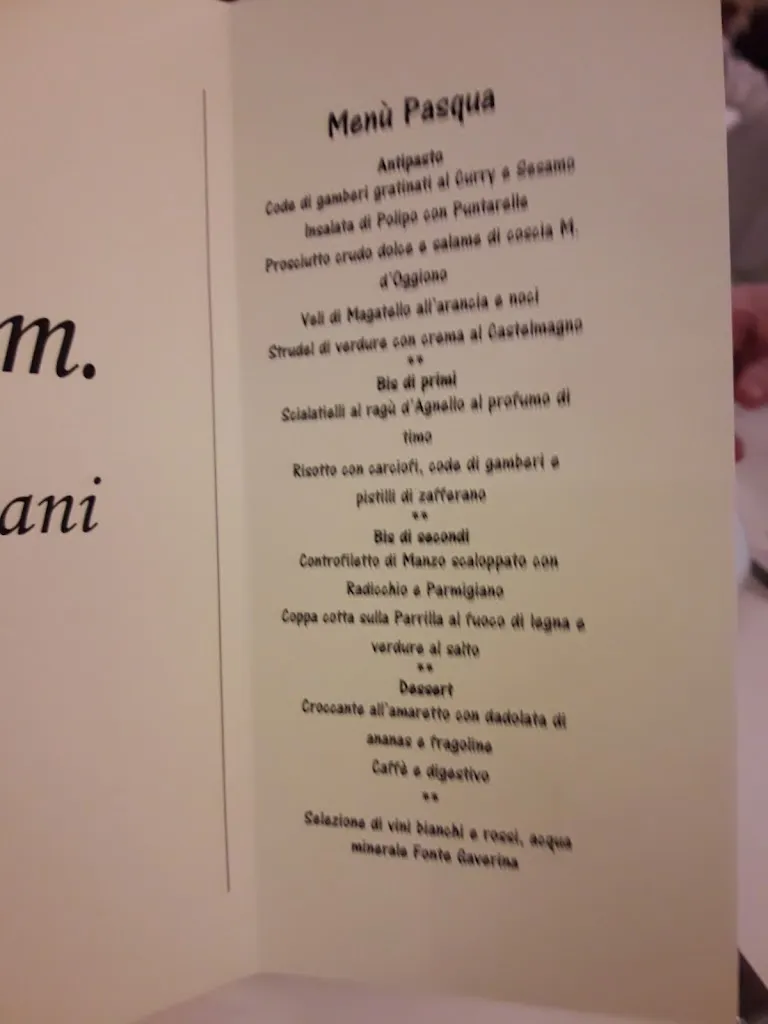 m.
ani
Menù Pasqua
Antipasto
Code di gamberi gratinati al Curry e Sesamo
Insalata di Polipo con Puntarelle
Prosciutto crudo dolce e salame di coscia M.
d'Oggiono
Veli di Magatello all'arancia e noci
Strudel di verdure con crema al Castelmagno
**
Bis di primi
Scialatielli al ragù d'Agnello al profumo di
timo
Risotto con carciofi, code di gamberi e
pistilli di zafferano
**
Bis di secondi
Controfiletto di Manzo scaloppato con
Radicchio e Parmigiano
Coppa cotta sulla Parrilla al fuoco di legna e
verdure al salto
**
Dessert
Croccante all'amaretto con dadolata di
ananas e fragoline
Caffè e digestivo
**
Selezione di vini bianchi e rossi, acqua
minerale Fonte Gaverina